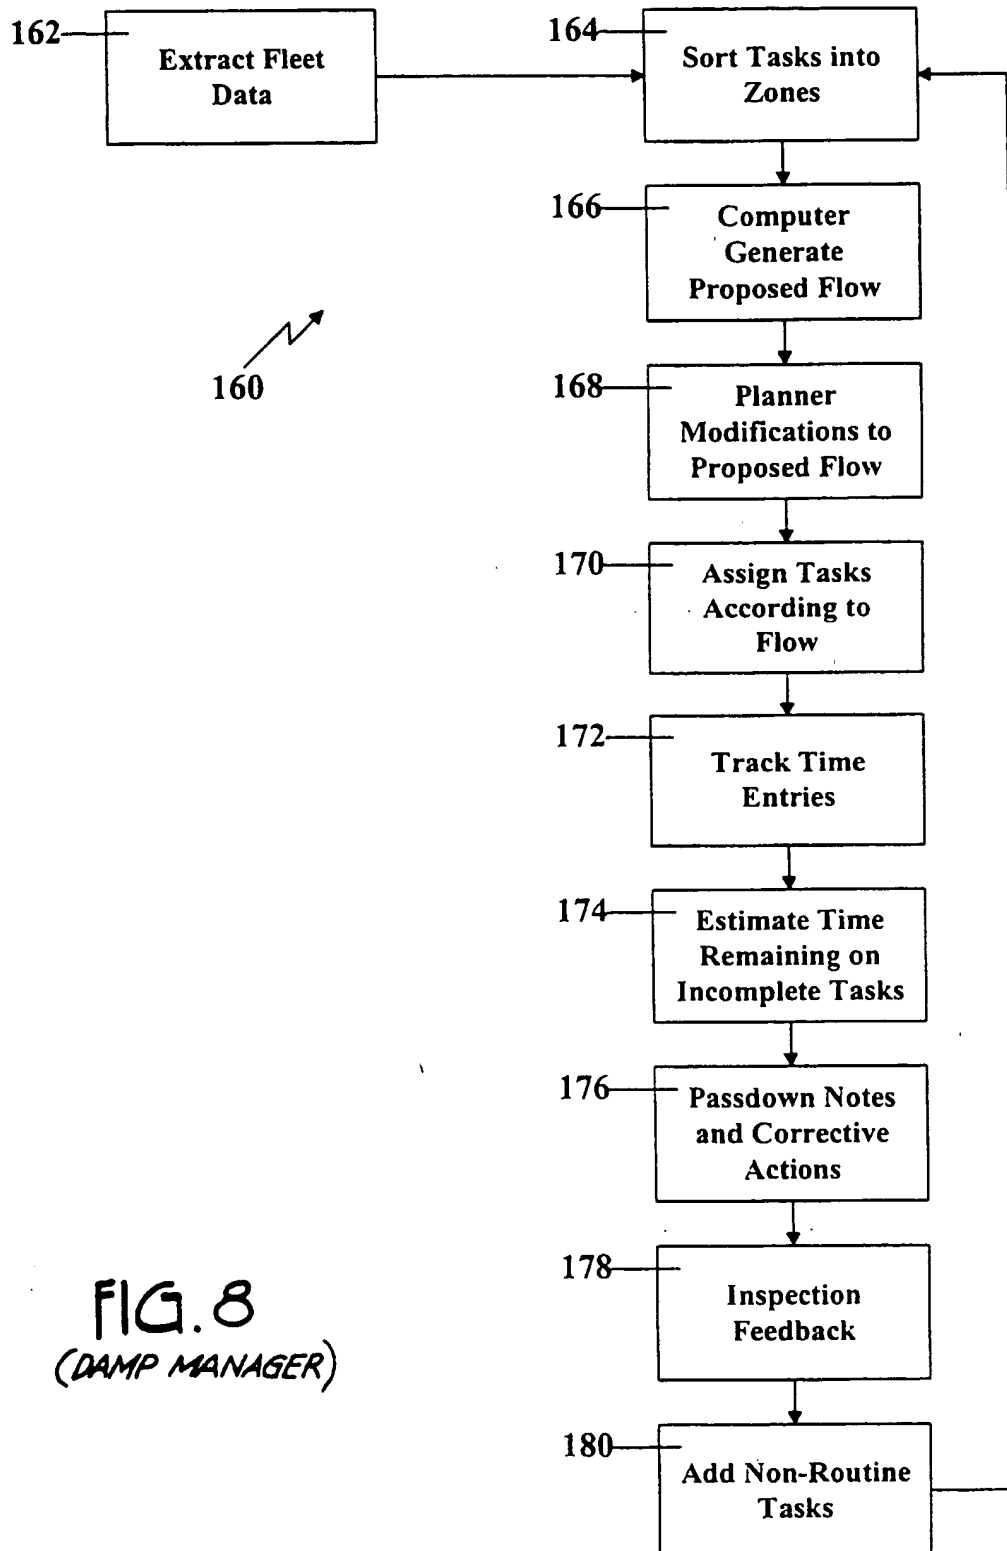 162
Extract Fleet
Data
164
Sort Tasks into
Zones
166
Computer
Generate
Proposed Flow
160
168
Planner
Modifications to
Proposed Flow
170
Assign Tasks
According to
Flow
172
Track Time
Entries
174
Estimate Time
Remaining on
Incomplete Tasks
176
Passdown Notes
and Corrective
Actions
178
Inspection
Feedback
180
Add Non-Routine
Tasks
FIG. 8
(DAMP MANAGER)